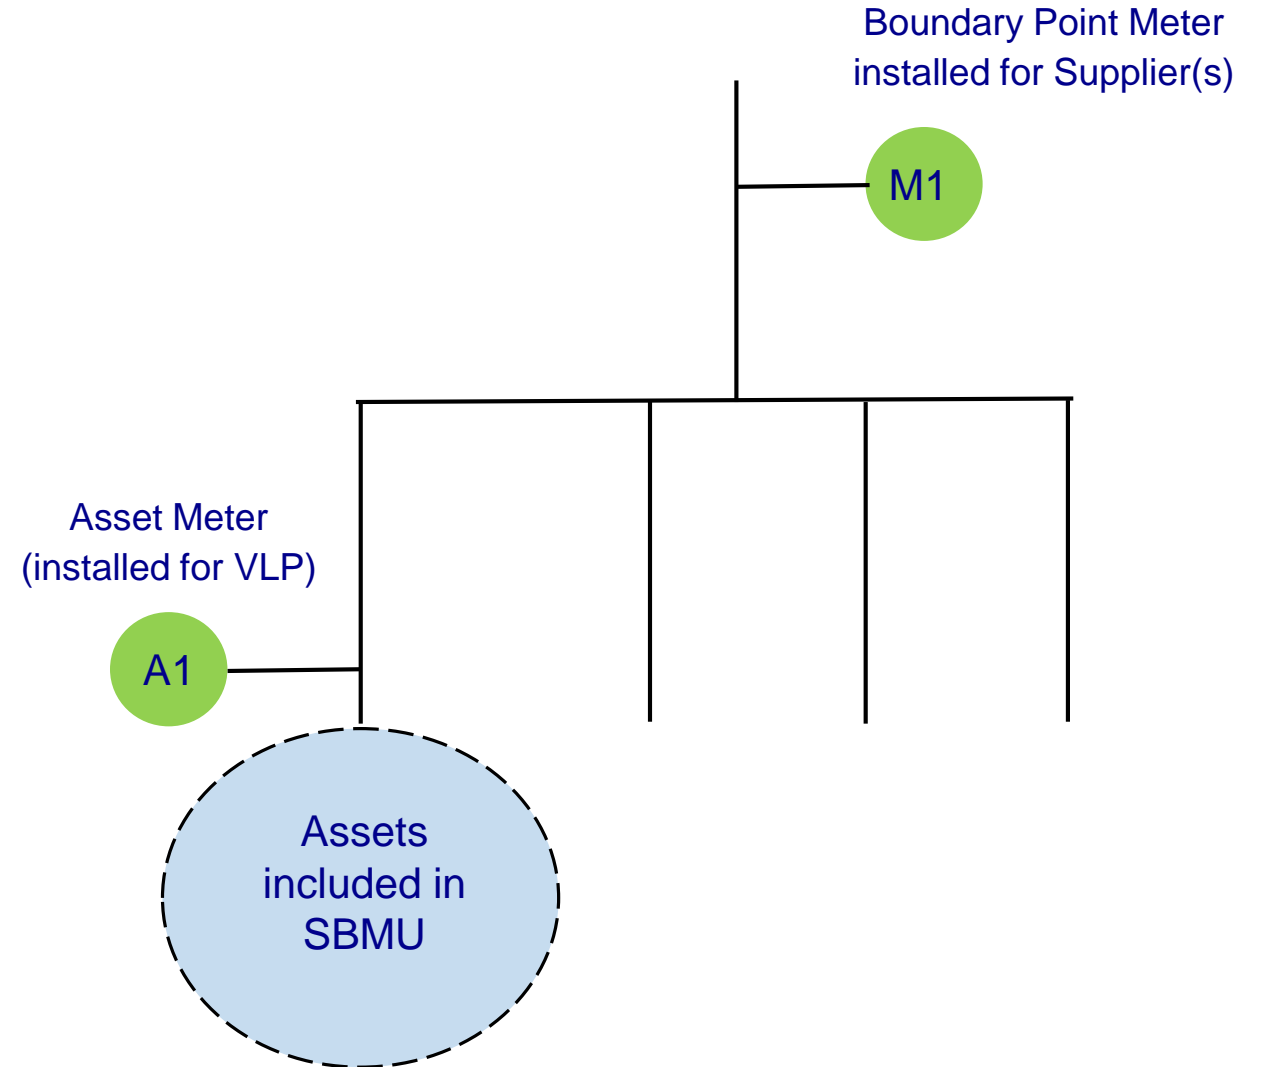 Boundary Point Meter
installed for Supplier(s)
M1
Asset Meter
(installed for VLP)
A1
Assets
included in
SBMU